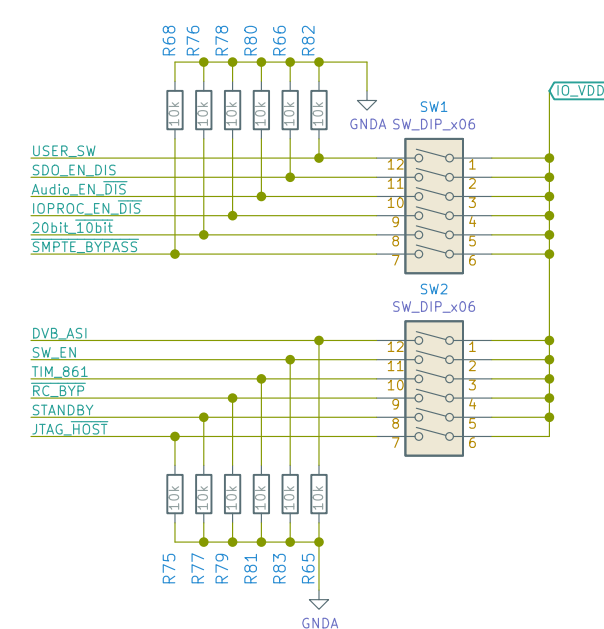 R68 R76 R78 R80 R66 R82
IO_VDD
10k 10k 10k 10k 10k 10k
GNDA
SW1
SW_DIP_x06
USER_SW 12 1
SDO_EN_DIS 11 2
Audio_EN_DIS 10 3
IOPROC_EN_DIS 9 4
20bit_10bit 8 5
SMPTE_BYPASS 7 6
SW2
SW_DIP_x06
DVB_ASI 12 1
SW_EN 11 2
TIM_861 10 3
RC_BYP 9 4
STANDBY 8 5
JTAG_HOST 7 6
10k 10k 10k 10k 10k 10k
R75 R77 R79 R81 R83 R65
GNDA